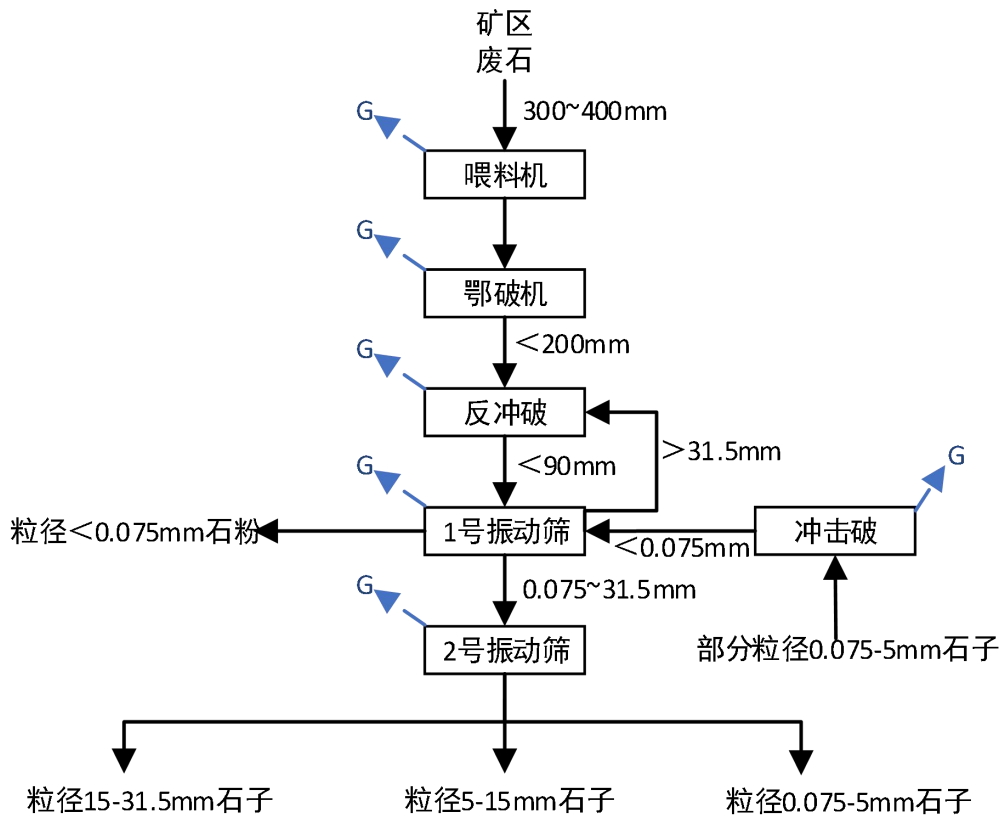 矿区
废石
300~400mm
G
喂料机
G
鄂破机
＜200mm
G
反冲破
＞31.5mm
＜90mm
G
G
粒径＜0.075mm石粉
1号振动筛
＜0.075mm
冲击破
G
0.075~31.5mm
2号振动筛
部分粒径0.075-5mm石子
粒径15-31.5mm石子
粒径5-15mm石子
粒径0.075-5mm石子